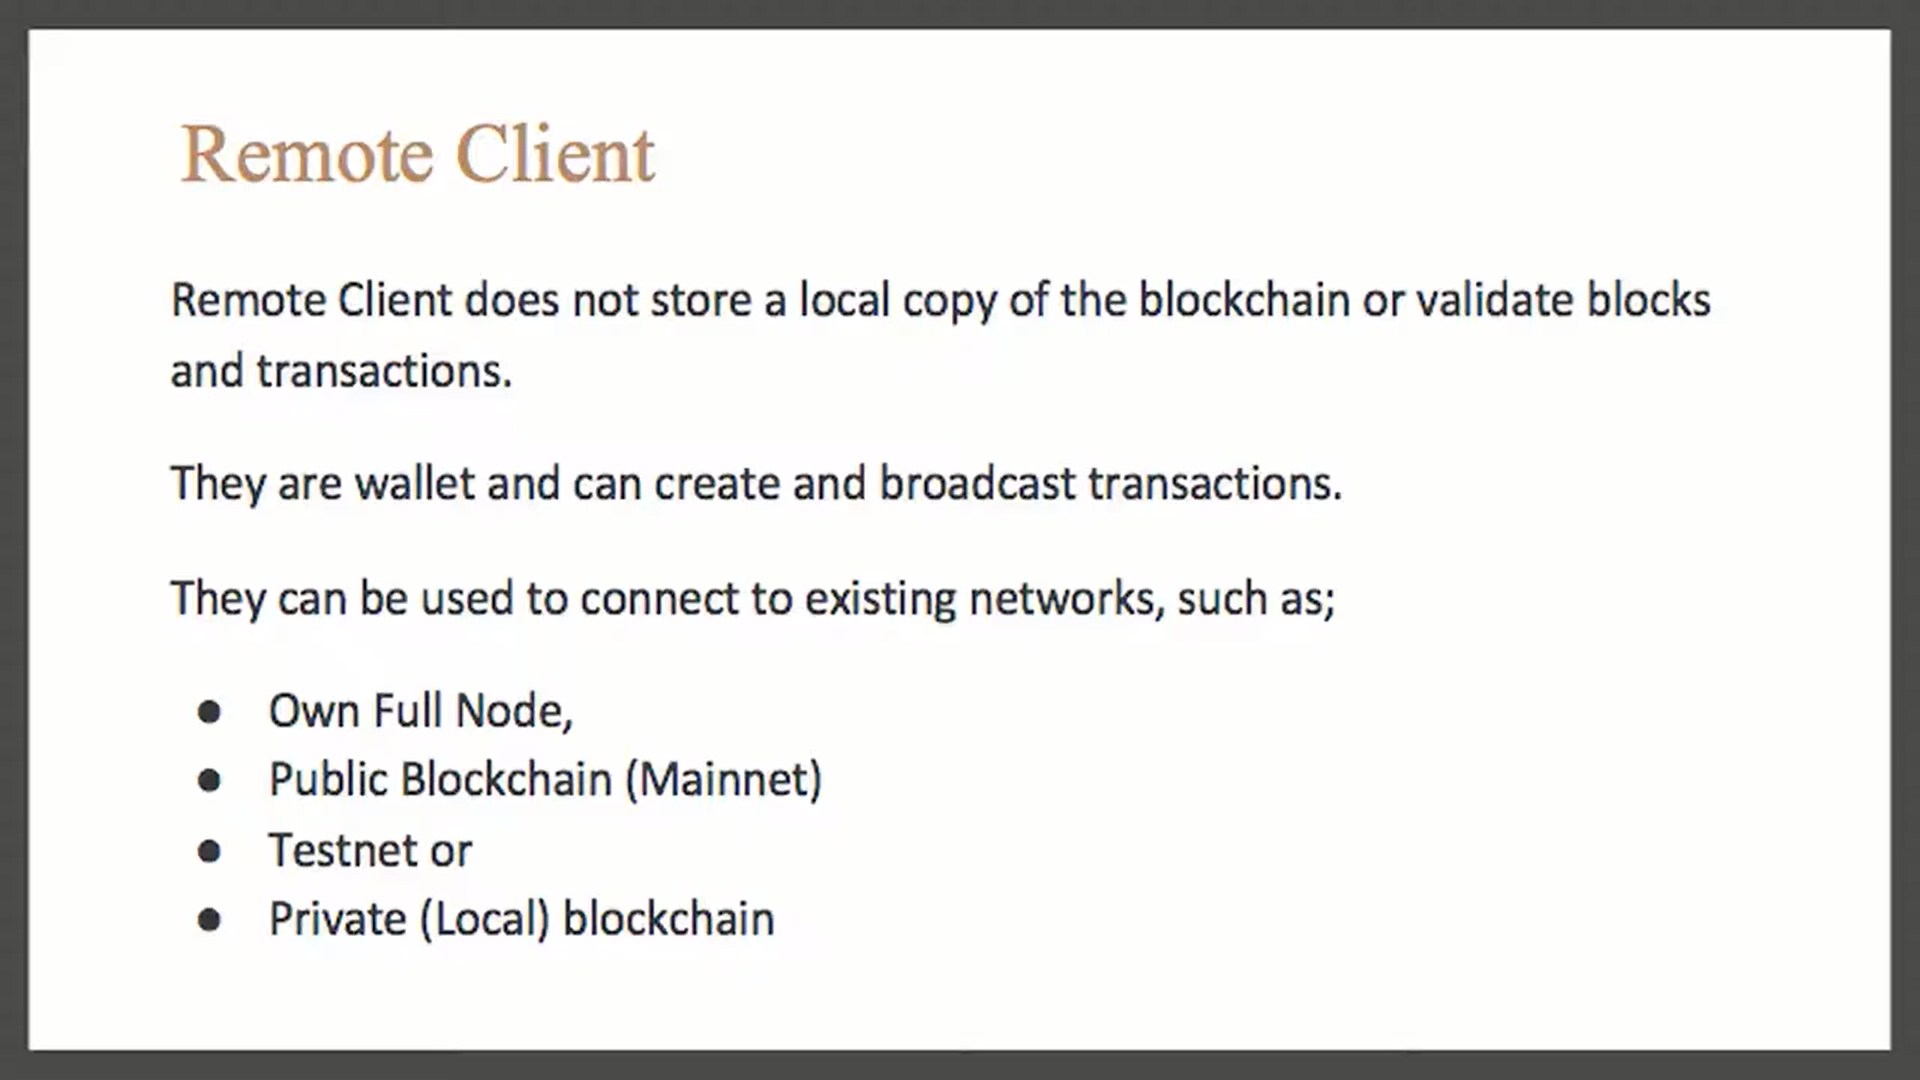 Remote Client
Remote Client does not store a local copy of the blockchain or validate blocks
and transactions.
They are wallet and can create and broadcast transactions.
They can be used to connect to existing networks, such as;
● Own Full Node,
● Public Blockchain (Mainnet)
● Testnet or
● Private (Local) blockchain